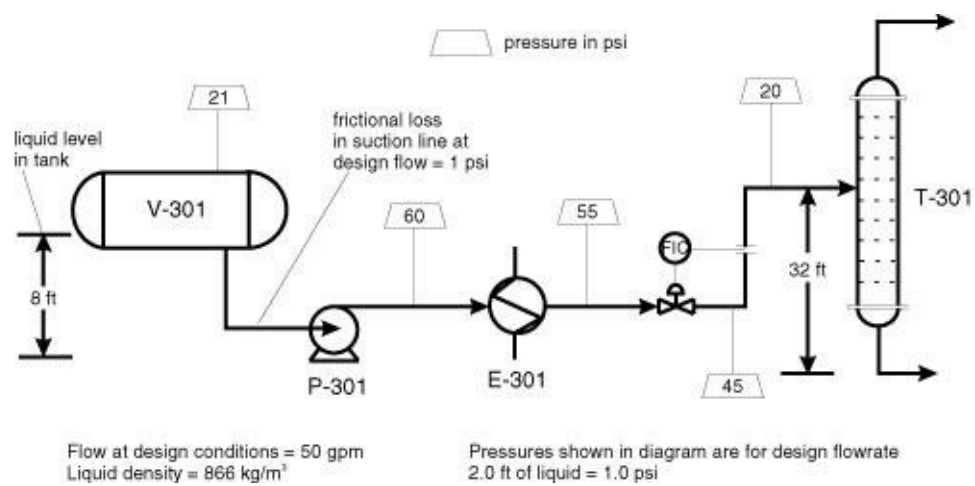 pressure in psi
21
20
liquid level
in tank
frictional loss
in suction line at
design flow = 1 psi
V-301
T-301
60
55
FIC
8 ft
32 ft
P-301
E-301
45
Flow at design conditions = 50 gpm
Liquid density = 866 kg/m³
Pressures shown in diagram are for design flowrate
2.0 ft of liquid = 1.0 psi